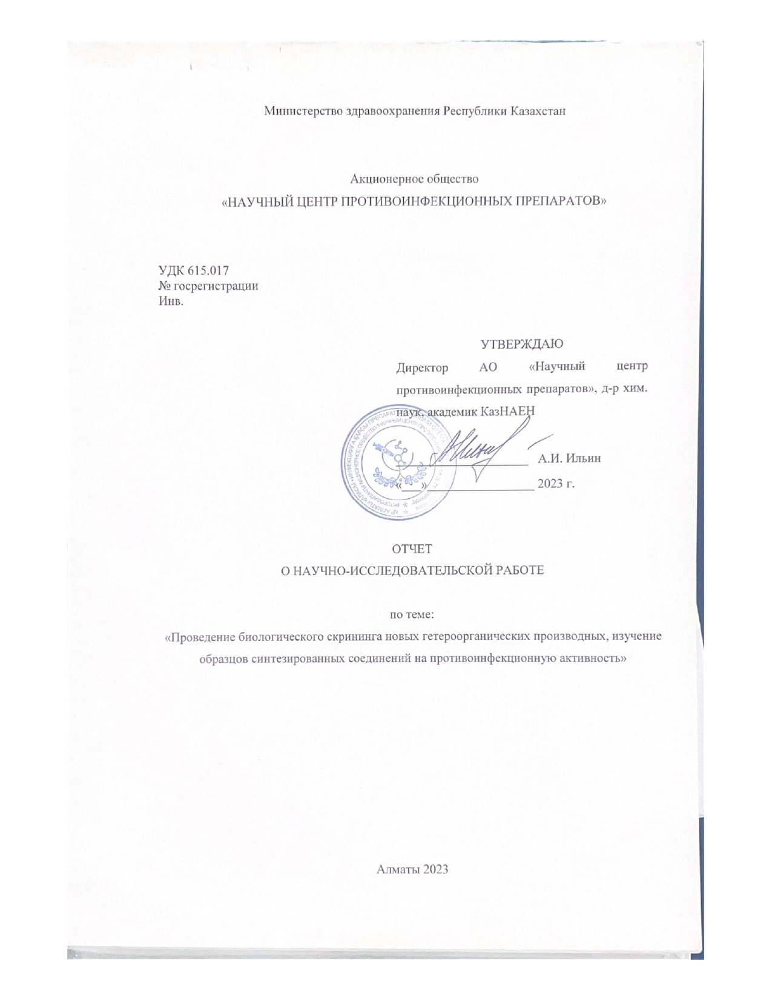 Министерство здравоохранения Республики Казахстан
Акционерное общество
«НАУЧНЫЙ ЦЕНТР ПРОТИВОИНФЕКЦИОННЫХ ПРЕПАРАТОВ»
УДК 615.017
№ госрегистрации
Инв.
УТВЕРЖДАЮ
Директор АО «Научный центр
противоинфекционных препаратов», д-р хим.
наук, академик КазНАЕН
А.И. Ильин
«___»________________ 2023 г.
ОТЧЕТ
О НАУЧНО-ИССЛЕДОВАТЕЛЬСКОЙ РАБОТЕ
по теме:
«Проведение биологического скрининга новых гетероорганических производных, изучение
образцов синтезированных соединений на противоинфекционную активность»
Алматы 2023